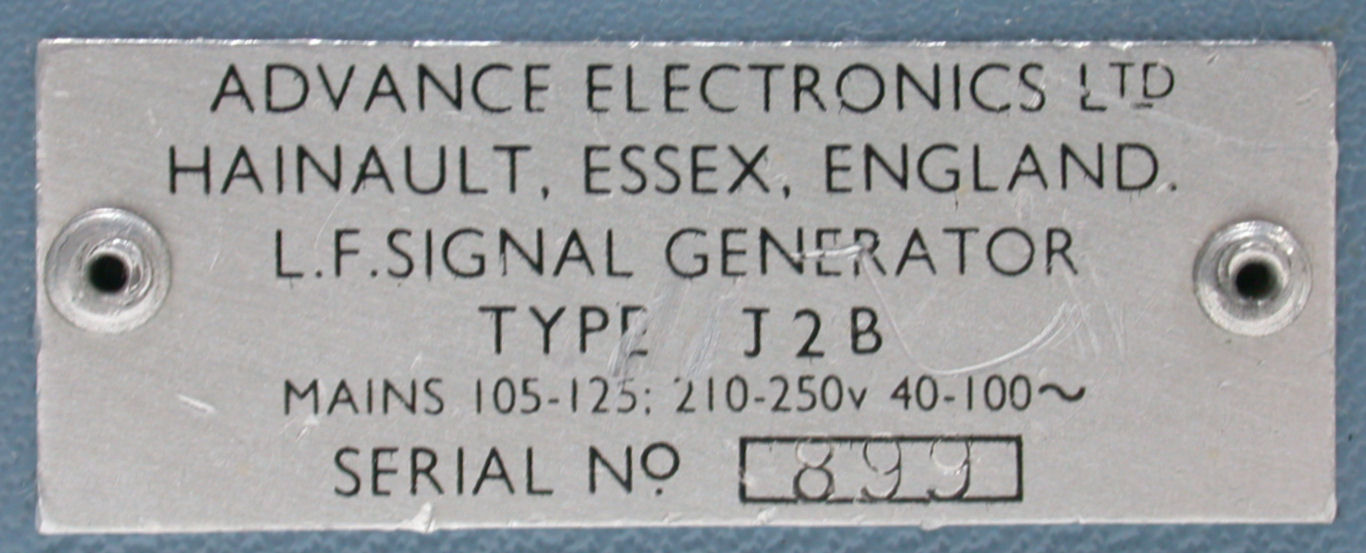 ADVANCE ELECTRONICS LTD
HAINAULT, ESSEX, ENGLAND.
L.F.SIGNAL GENERATOR
TYPE J2B
MAINS 105-125; 210-250v 40-100~
SERIAL Nº 899